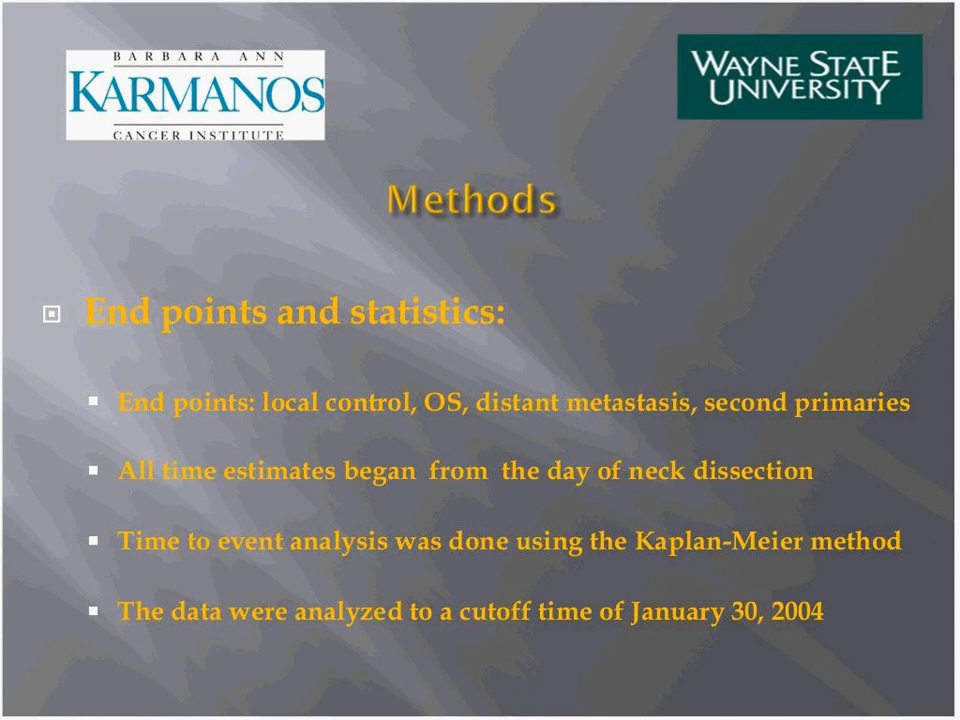 BARBARA ANN
KARMANOS
CANCER INSTITUTE
WAYNE STATE
UNIVERSITY
Methods
End points and statistics:
End points: local control, OS, distant metastasis, second primaries
All time estimates began from the day of neck dissection
Time to event analysis was done using the Kaplan-Meier method
The data were analyzed to a cutoff time of January 30, 2004